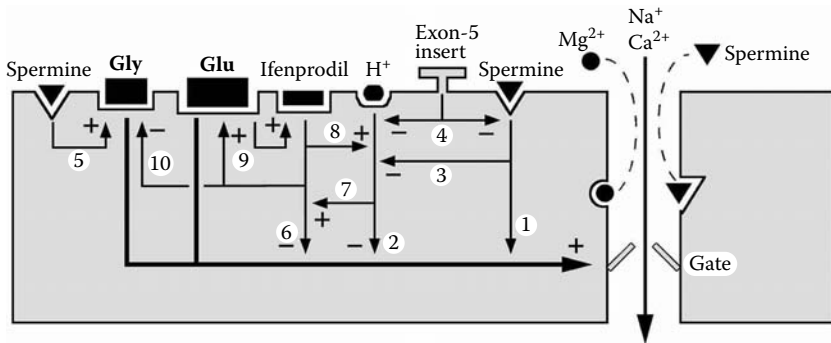 Na+
Ca2+
Exon-5
insert
Mg2+
Spermine
Gly
Glu
Ifenprodil
H+
Spermine
Spermine
+
−
+
+
8
+
−
4
−
5
10
9
−
3
7
+
6
−
−
2
1
+
Gate